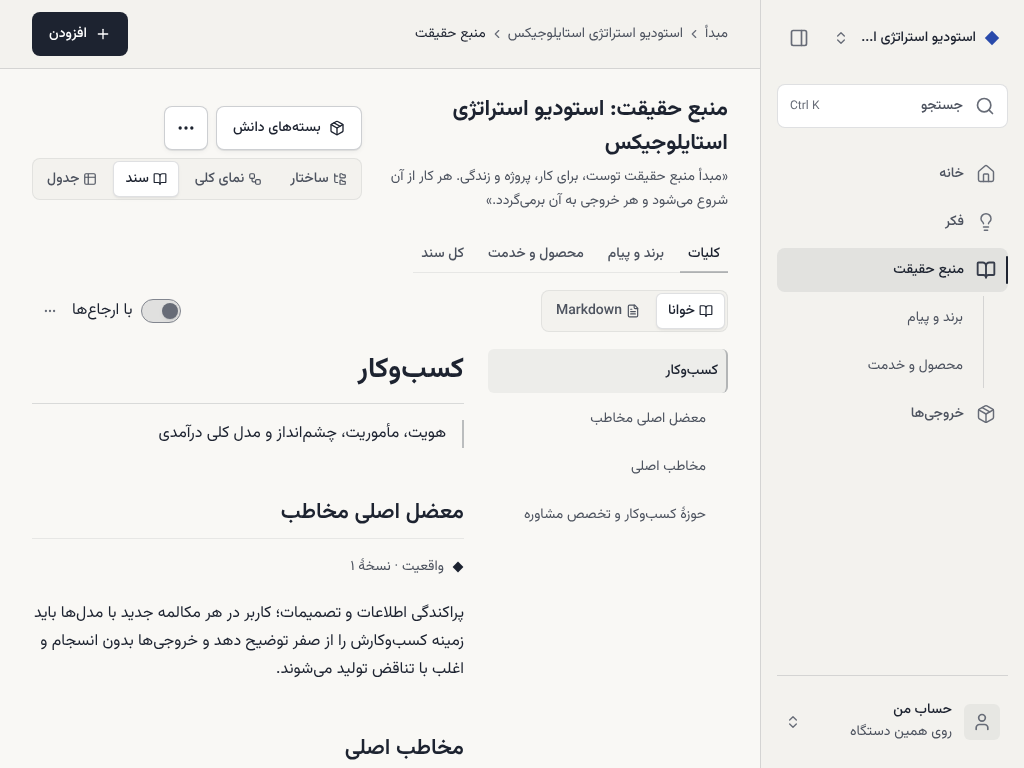 استودیو استراتژی ا...
جستجو
Ctrl K
خانه
فکر
منبع حقیقت
برند و پیام
محصول و خدمت
خروجی‌ها
حساب من
روی همین دستگاه
مبدأ
استودیو استراتژی استایلوجیکس
منبع حقیقت
افزودن
منبع حقیقت: استودیو استراتژی
استایلوجیکس
«مبدأ منبع حقیقت توست، برای کار، پروژه و زندگی. هر کار از آن
شروع می‌شود و هر خروجی به آن برمی‌گردد.»
بسته‌های دانش
ساختار
نمای کلی
سند
جدول
کلیات
برند و پیام
محصول و خدمت
کل سند
خوانا
Markdown
با ارجاع‌ها
کسب‌وکار
معضل اصلی مخاطب
مخاطب اصلی
حوزهٔ کسب‌وکار و تخصص مشاوره
کسب‌وکار
هویت، مأموریت، چشم‌انداز و مدل کلی درآمدی
معضل اصلی مخاطب
واقعیت · نسخهٔ ۱
پراکندگی اطلاعات و تصمیمات؛ کاربر در هر مکالمه جدید با مدل‌ها باید
زمینه کسب‌وکارش را از صفر توضیح دهد و خروجی‌ها بدون انسجام و
اغلب با تناقض تولید می‌شوند.
مخاطب اصلی